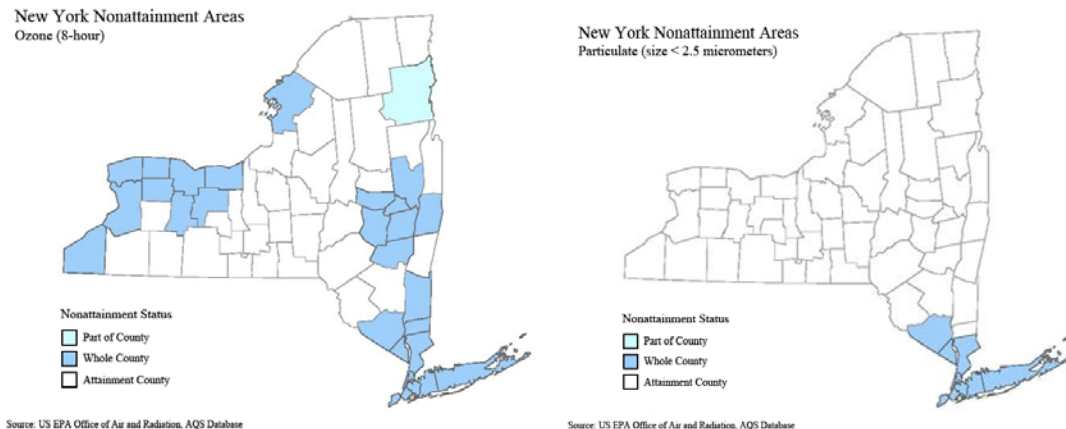 New York Nonattainment Areas
Ozone (8-hour)
Nonattainment Status
Part of County
Whole County
Attainment County
Source: US EPA Office of Air and Radiation, AQS Database
New York Nonattainment Areas
Particulate (size < 2.5 micrometers)
Nonattainment Status
Part of County
Whole County
Attainment County
Source: US EPA Office of Air and Radiation, AQS Database